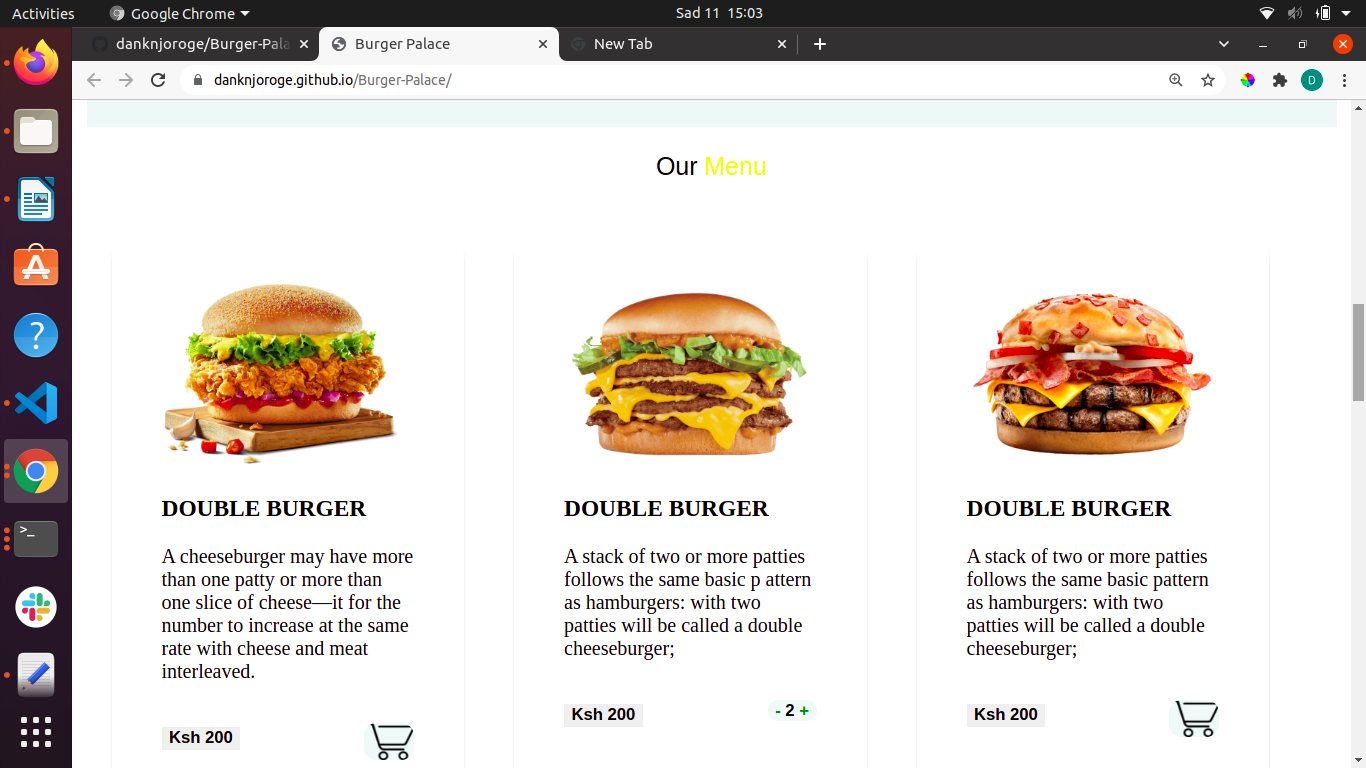 Activities
Google Chrome
Sad 11 15:03
danknjoroge/Burger-Pala
Burger Palace
New Tab
danknjoroge.github.io/Burger-Palace/
D
Our Menu
?
>_
DOUBLE BURGER
A cheeseburger may have more
than one patty or more than
one slice of cheese—it for the
number to increase at the same
rate with cheese and meat
interleaved.
Ksh 200
DOUBLE BURGER
A stack of two or more patties
follows the same basic p attern
as hamburgers: with two
patties will be called a double
cheeseburger;
Ksh 200
- 2 +
DOUBLE BURGER
A stack of two or more patties
follows the same basic pattern
as hamburgers: with two
patties will be called a double
cheeseburger;
Ksh 200